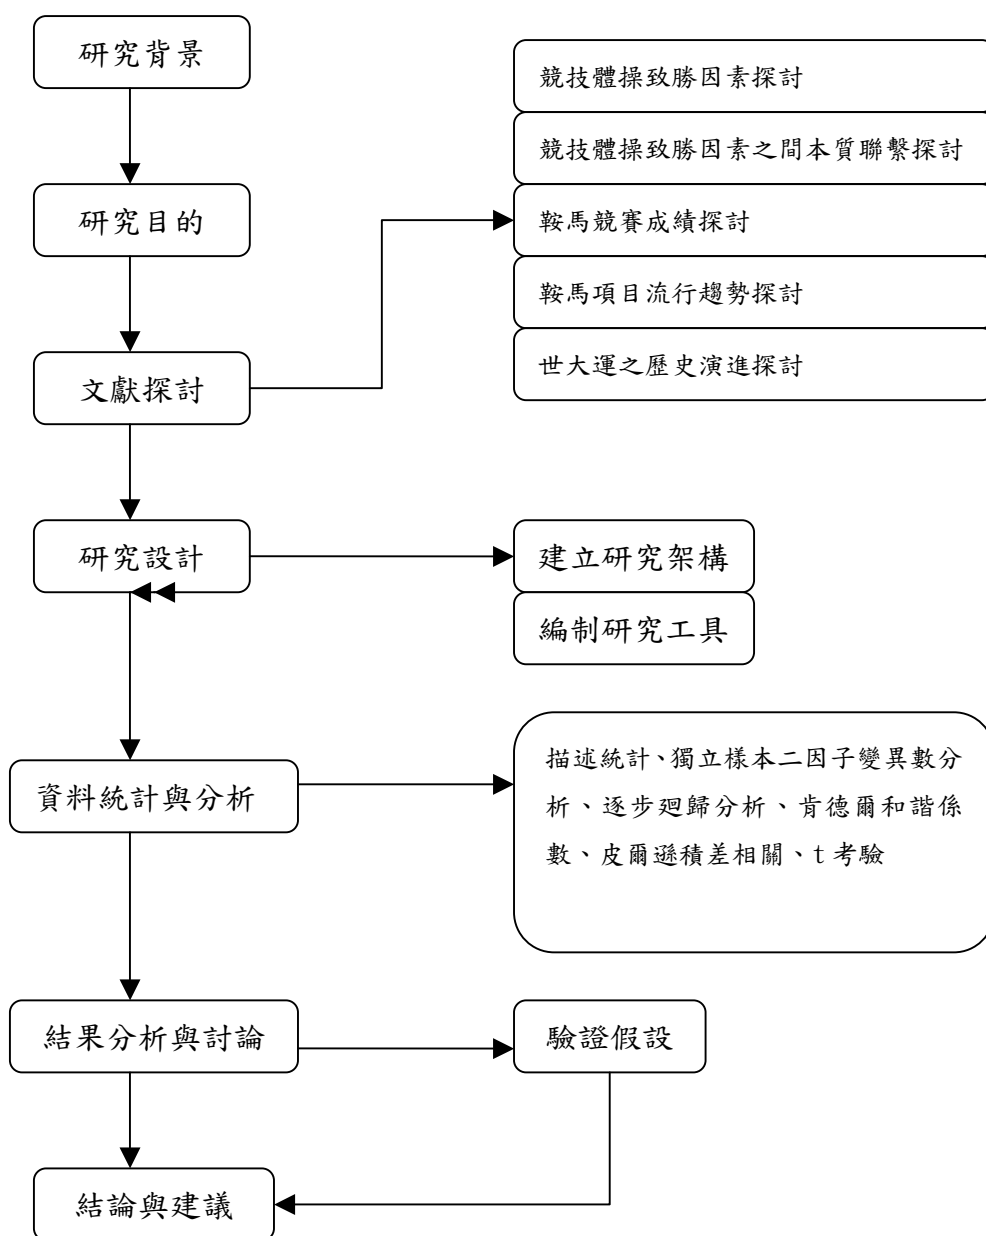 研究背景
競技體操致勝因素探討
競技體操致勝因素之間本質聯繫探討
研究目的
鞍馬競賽成績探討
鞍馬項目流行趨勢探討
文獻探討
世大運之歷史演進探討
研究設計
建立研究架構
編制研究工具
資料統計與分析
描述統計、獨立樣本二因子變異數分
析、逐步迴歸分析、肯德爾和諧係
數、皮爾遜積差相關、t 考驗
結果分析與討論
驗證假設
結論與建議